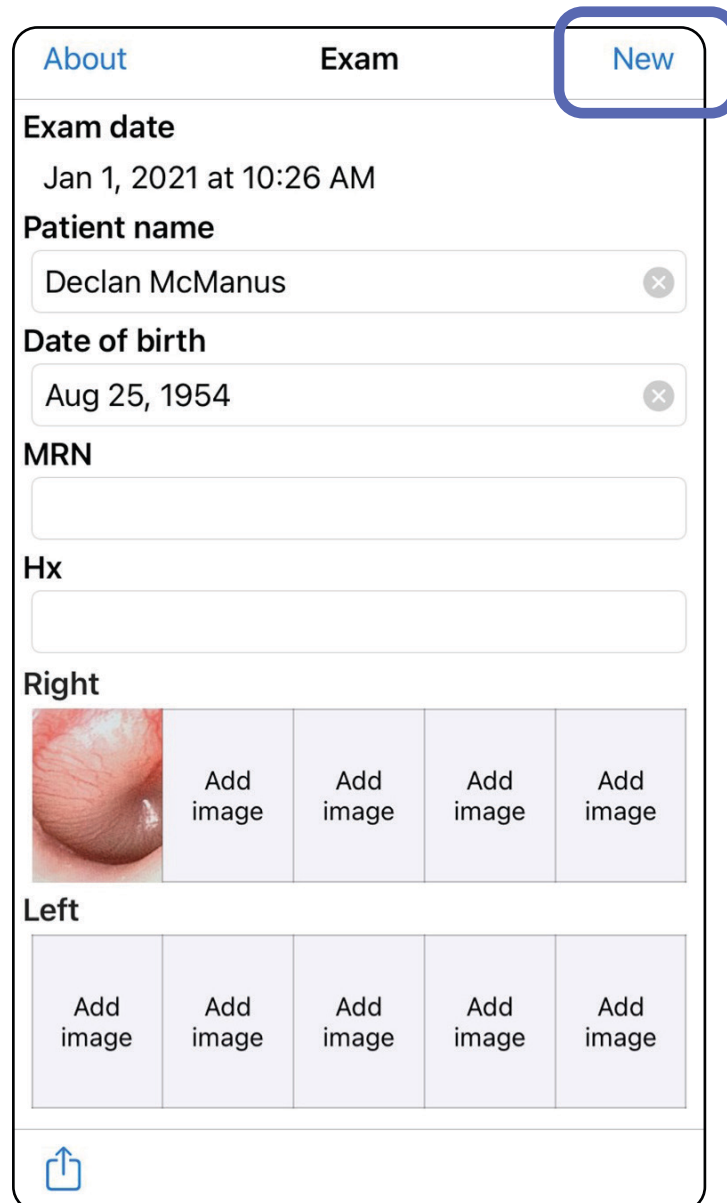 About Exam New
Exam date
Jan 1, 2021 at 10:26 AM
Patient name
Declan McManus
Date of birth
Aug 25, 1954
MRN
Hx
Right
Add image Add image Add image Add image
Left
Add image Add image Add image Add image Add image